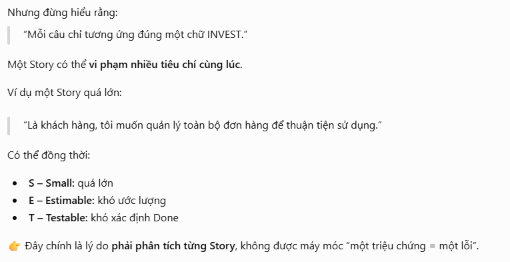 Nhưng đừng hiểu rằng:
“Mỗi câu chỉ tương ứng đúng một chữ INVEST.”
Một Story có thể vi phạm nhiều tiêu chí cùng lúc.
Ví dụ một Story quá lớn:
“Là khách hàng, tôi muốn quản lý toàn bộ đơn hàng để thuận tiện sử dụng.”
Có thể đồng thời:
• S – Small: quá lớn
• E – Estimable: khó ước lượng
• T – Testable: khó xác định Done
👉 Đây chính là lý do phải phân tích từng Story, không được máy móc “một triệu chứng = một lỗi”.